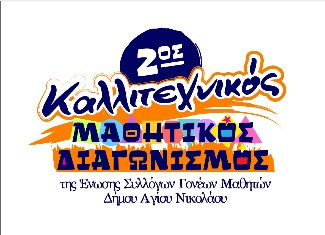 2ος
Καλλιτεχνικός
ΜΑΘΗΤΙΚΟΣ
ΔΙΑΓΩΝΙΣΜΟΣ
της Ένωσης Συλλόγων Γονέων Μαθητών
Δήμου Αγίου Νικολάου